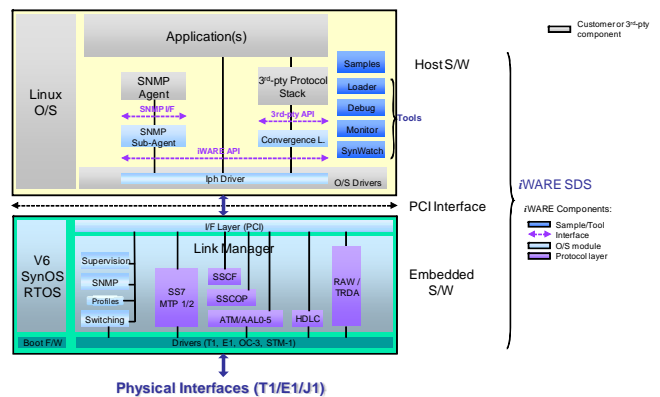 Customer or 3rd-pty component
Application(s)
Host S/W
Linux O/S
SNMP Agent
3rd-pty Protocol Stack
Samples
Loader
Debug
Monitor
SynWatch
Tools
SNMP I/F
3rd-pty API
SNMP Sub-Agent
Convergence L.
iWARE API
Iph Driver
O/S Drivers
PCI Interface
iWARE SDS
iWARE Components:
Sample/Tool
Interface
O/S module
Protocol layer
I/F Layer (PCI)
Link Manager
Embedded S/W
V6 SynOS RTOS
Supervision
SNMP
Profiles
Switching
SS7 MTP 1/2
SSCF
SSCOP
ATM/AAL0-5
HDLC
RAW / TRDA
Boot F/W
Drivers (T1, E1, OC-3, STM-1)
Physical Interfaces (T1/E1/J1)